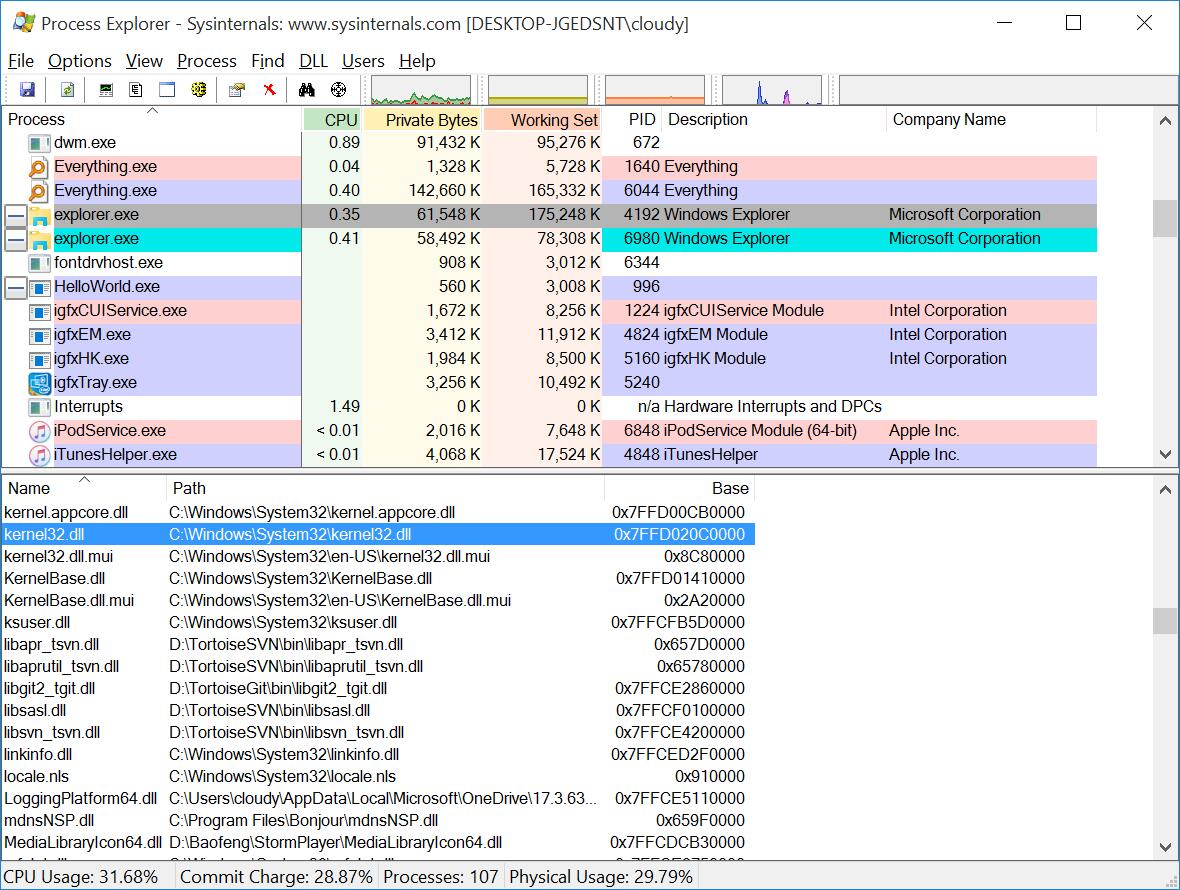 Process Explorer - Sysinternals: www.sysinternals.com [DESKTOP-JGEDSNT\cloudy]
File Options View Process Find DLL Users Help
Process CPU Private Bytes Working Set PID Description Company Name
dwm.exe 0.89 91,432 K 95,276 K 672
Everything.exe 0.04 1,328 K 5,728 K 1640 Everything
Everything.exe 0.40 142,660 K 165,332 K 6044 Everything
explorer.exe 0.35 61,548 K 175,248 K 4192 Windows Explorer Microsoft Corporation
explorer.exe 0.41 58,492 K 78,308 K 6980 Windows Explorer Microsoft Corporation
fontdrvhost.exe 908 K 3,012 K 6344
HelloWorld.exe 560 K 3,008 K 996
igfxCUIService.exe 1,672 K 8,256 K 1224 igfxCUIService Module Intel Corporation
igfxEM.exe 3,412 K 11,912 K 4824 igfxEM Module Intel Corporation
igfxHK.exe 1,984 K 8,500 K 5160 igfxHK Module Intel Corporation
igfxTray.exe 3,256 K 10,492 K 5240
Interrupts 1.49 0 K 0 K n/a Hardware Interrupts and DPCs
iPodService.exe < 0.01 2,016 K 7,648 K 6848 iPodService Module (64-bit) Apple Inc.
iTunesHelper.exe < 0.01 4,068 K 17,524 K 4848 iTunesHelper Apple Inc.
Name Path Base
kernel.appcore.dll C:\Windows\System32\kernel.appcore.dll 0x7FFD00CB0000
kernel32.dll C:\Windows\System32\kernel32.dll 0x7FFD020C0000
kernel32.dll.mui C:\Windows\System32\en-US\kernel32.dll.mui 0x8C80000
KernelBase.dll C:\Windows\System32\KernelBase.dll 0x7FFD01410000
KernelBase.dll.mui C:\Windows\System32\en-US\KernelBase.dll.mui 0x2A20000
ksuser.dll C:\Windows\System32\ksuser.dll 0x7FFCFB5D0000
libapr_tsvn.dll D:\TortoiseSVN\bin\libapr_tsvn.dll 0x657D0000
libaprutil_tsvn.dll D:\TortoiseSVN\bin\libaprutil_tsvn.dll 0x65780000
libgit2_tgit.dll D:\TortoiseGit\bin\libgit2_tgit.dll 0x7FFCE2860000
libsasl.dll D:\TortoiseSVN\bin\libsasl.dll 0x7FFCF0100000
libsvn_tsvn.dll D:\TortoiseSVN\bin\libsvn_tsvn.dll 0x7FFCE4200000
linkinfo.dll C:\Windows\System32\linkinfo.dll 0x7FFCED2F0000
locale.nls C:\Windows\System32\locale.nls 0x910000
LoggingPlatform64.dll C:\Users\cloudy\AppData\Local\Microsoft\OneDrive\17.3.63... 0x7FFCE5110000
mdnsNSP.dll C:\Program Files\Bonjour\mdnsNSP.dll 0x659F0000
MediaLibraryIcon64.dll D:\Baofeng\StormPlayer\MediaLibraryIcon64.dll 0x7FFCDCB30000
CPU Usage: 31.68% Commit Charge: 28.87% Processes: 107 Physical Usage: 29.79%